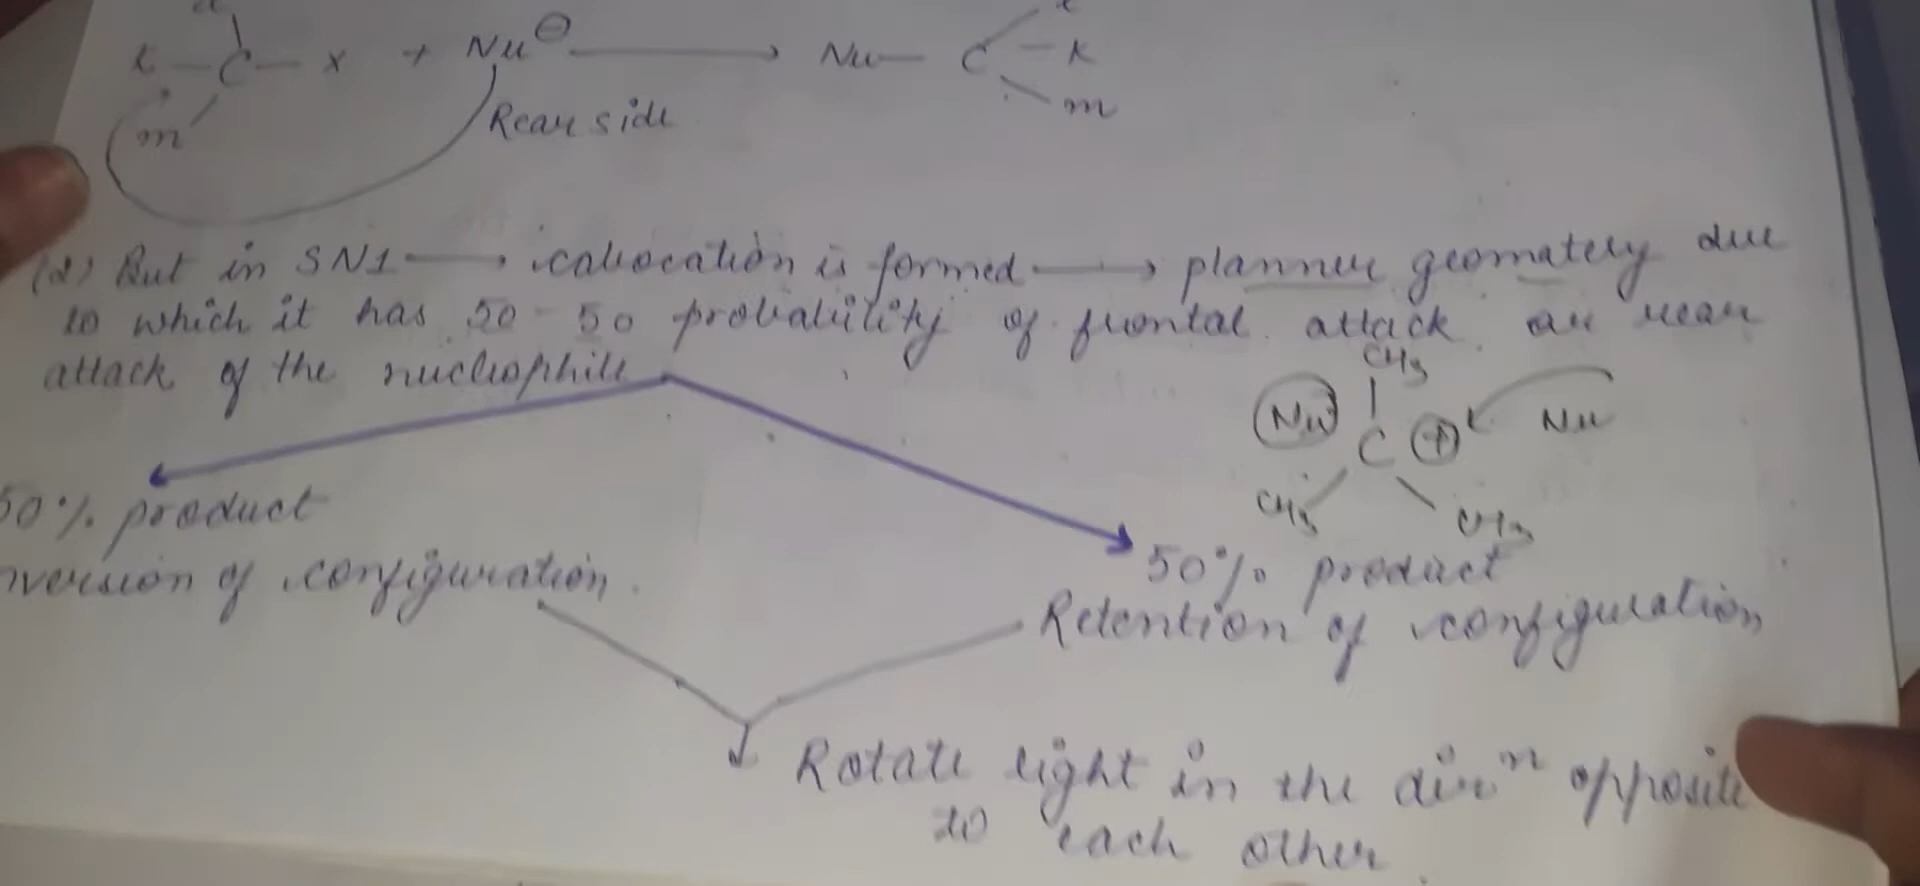 k — C — x + Nu⊖ ⟶ Nu — C — k
m Rear side m
(2) But in SN1 ⟶ carbocation is formed ⟶ planner geomatery due
to which it has 50-50 probability of frontal attack or rear
attack of the nucleophile
CH3
Nu C ⊕ Nu
CH3 CH3
50% product
50% product
version of configuration.
Retention of configuration
Rotate light in the dirⁿ opposite
to each other.